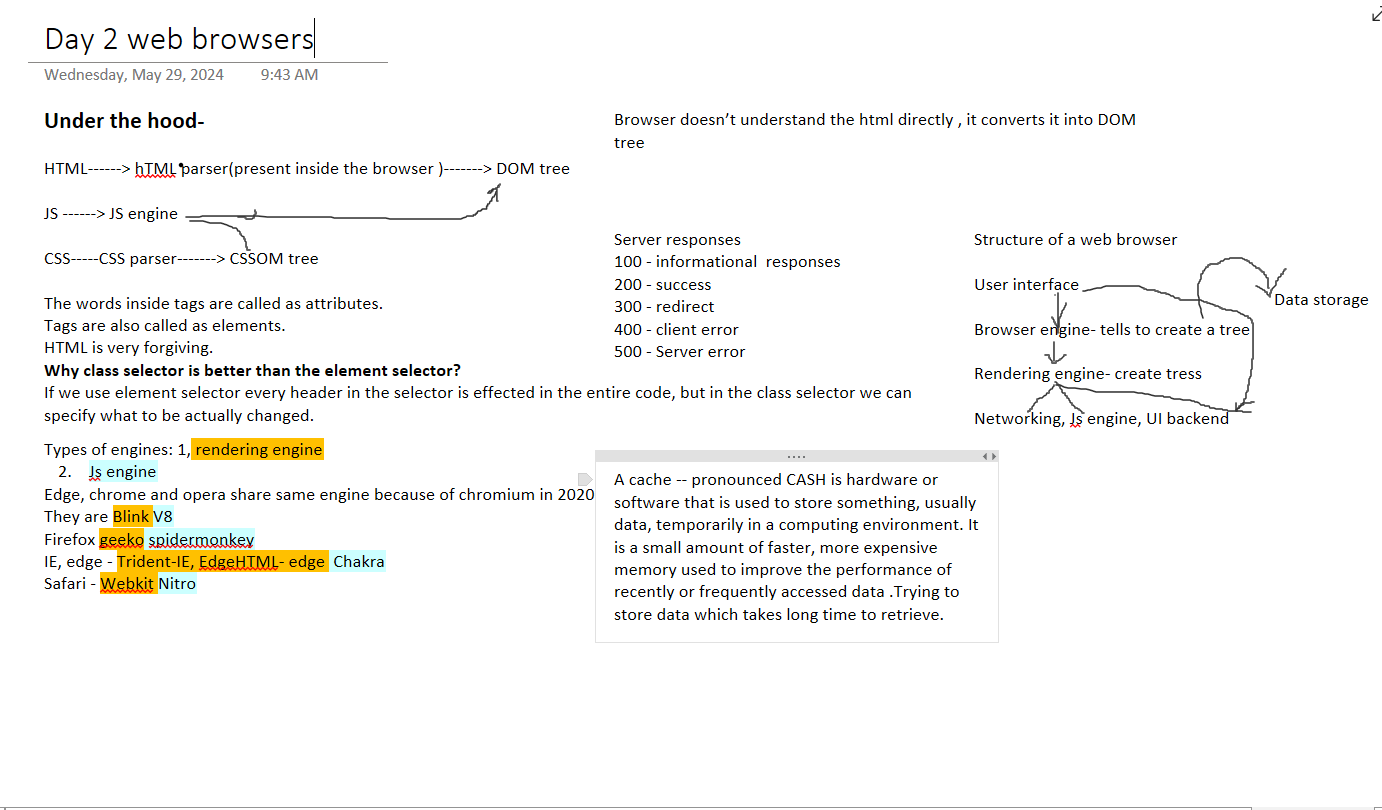 Day 2 web browsers
Wednesday, May 29, 2024 9:43 AM
Under the hood-
HTML------> hTML parser(present inside the browser )-------> DOM tree
JS ------> JS engine
CSS-----CSS parser-------> CSSOM tree
The words inside tags are called as attributes.
Tags are also called as elements.
HTML is very forgiving.
Why class selector is better than the element selector?
If we use element selector every header in the selector is effected in the entire code, but in the class selector we can
specify what to be actually changed.
Types of engines: 1, rendering engine
2. Js engine
Edge, chrome and opera share same engine because of chromium in 2020
They are Blink V8
Firefox geeko spidermonkey
IE, edge - Trident-IE, EdgeHTML- edge Chakra
Safari - Webkit Nitro
Browser doesn’t understand the html directly , it converts it into DOM
tree
Server responses
100 - informational responses
200 - success
300 - redirect
400 - client error
500 - Server error
Structure of a web browser
User interface
Data storage
Browser engine- tells to create a tree
Rendering engine- create tress
Networking, Js engine, UI backend
A cache -- pronounced CASH is hardware or
software that is used to store something, usually
data, temporarily in a computing environment. It
is a small amount of faster, more expensive
memory used to improve the performance of
recently or frequently accessed data .Trying to
store data which takes long time to retrieve.